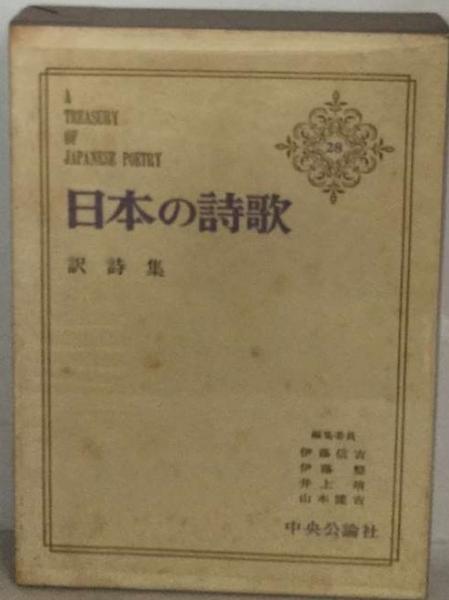 A
TREASURY
OF
JAPANESE POETRY
28
日本の詩歌
訳詩集
編集委員
伊藤信吉
伊藤 整
井上 靖
山本健吉
中央公論社